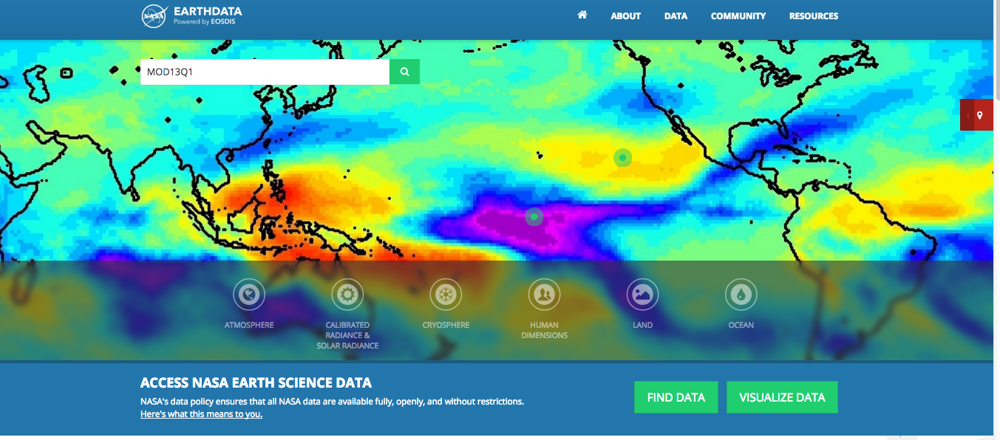 NASA
EARTHDATA
Powered by EOSDIS
ABOUT
DATA
COMMUNITY
RESOURCES
MOD13Q1
ATMOSPHERE
CALIBRATED
RADIANCE &
SOLAR RADIANCE
CRYOSPHERE
HUMAN
DIMENSIONS
LAND
OCEAN
ACCESS NASA EARTH SCIENCE DATA
NASA's data policy ensures that all NASA data are available fully, openly, and without restrictions.
Here's what this means to you.
FIND DATA
VISUALIZE DATA